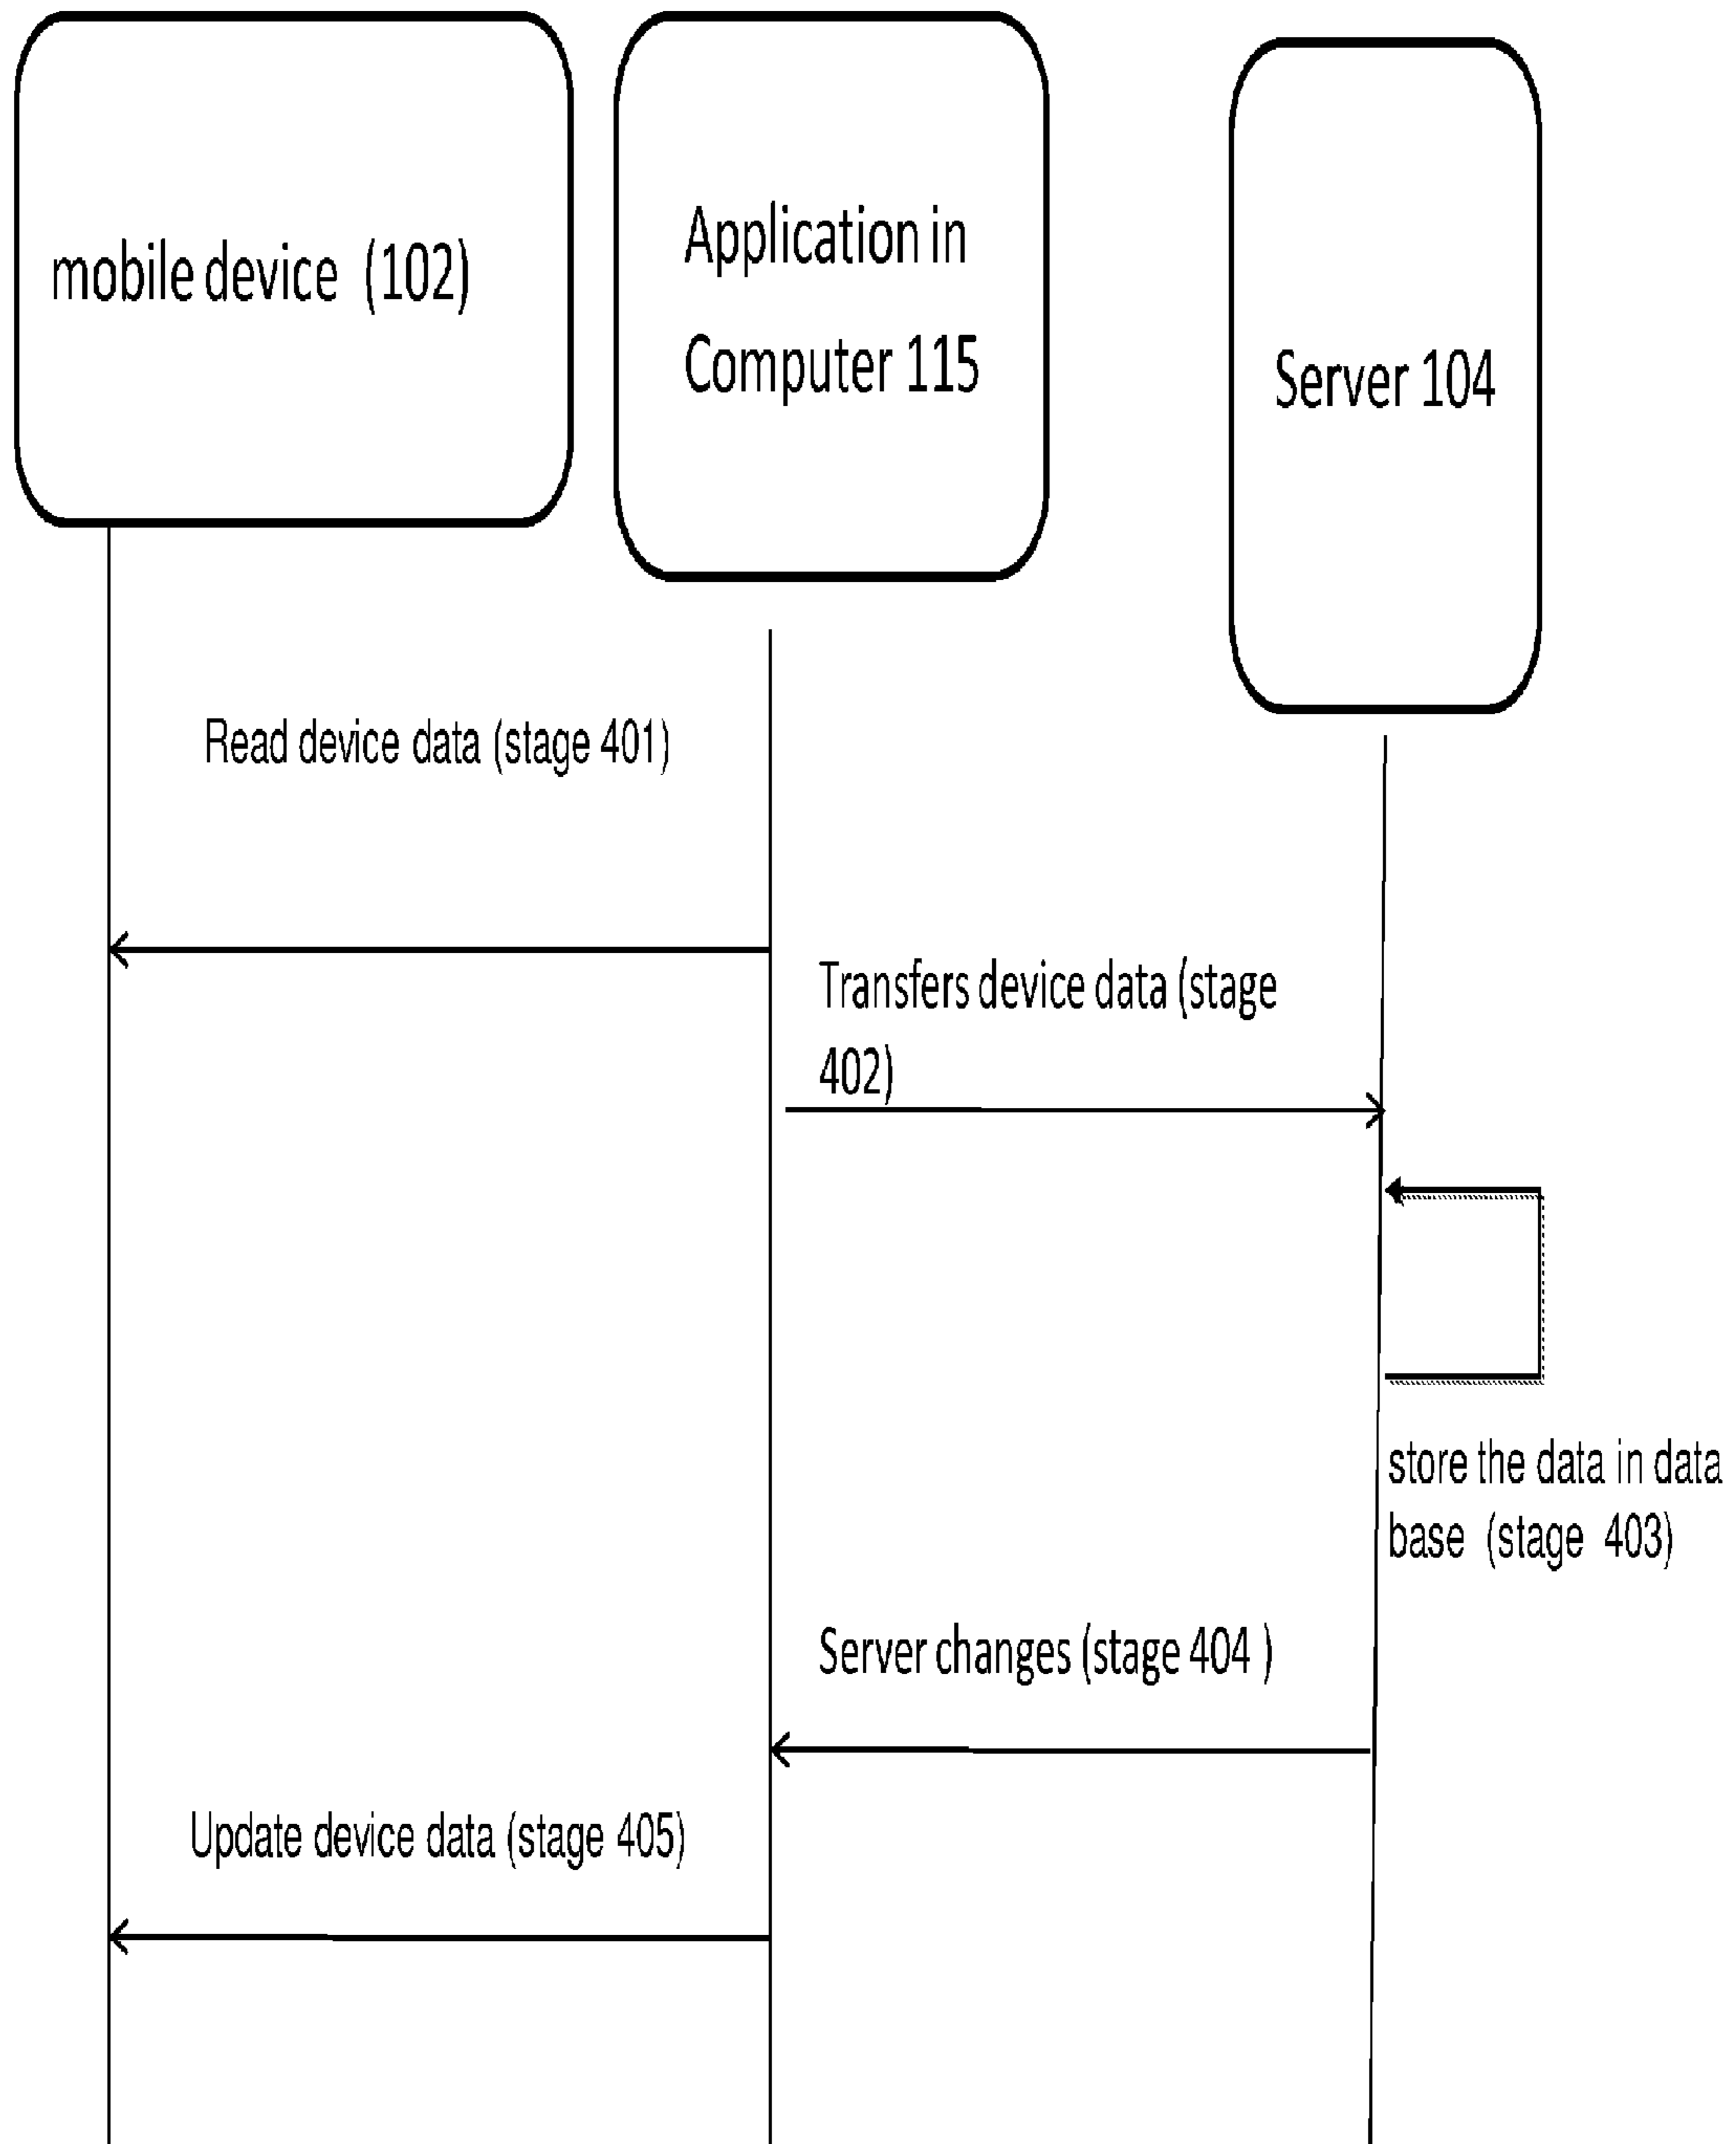 mobile device (102)
Application in
Computer 115
Server 104
Read device data (stage 401)
Transfers device data (stage
402)
store the data in data
base (stage 403)
Server changes (stage 404 )
Update device data (stage 405)